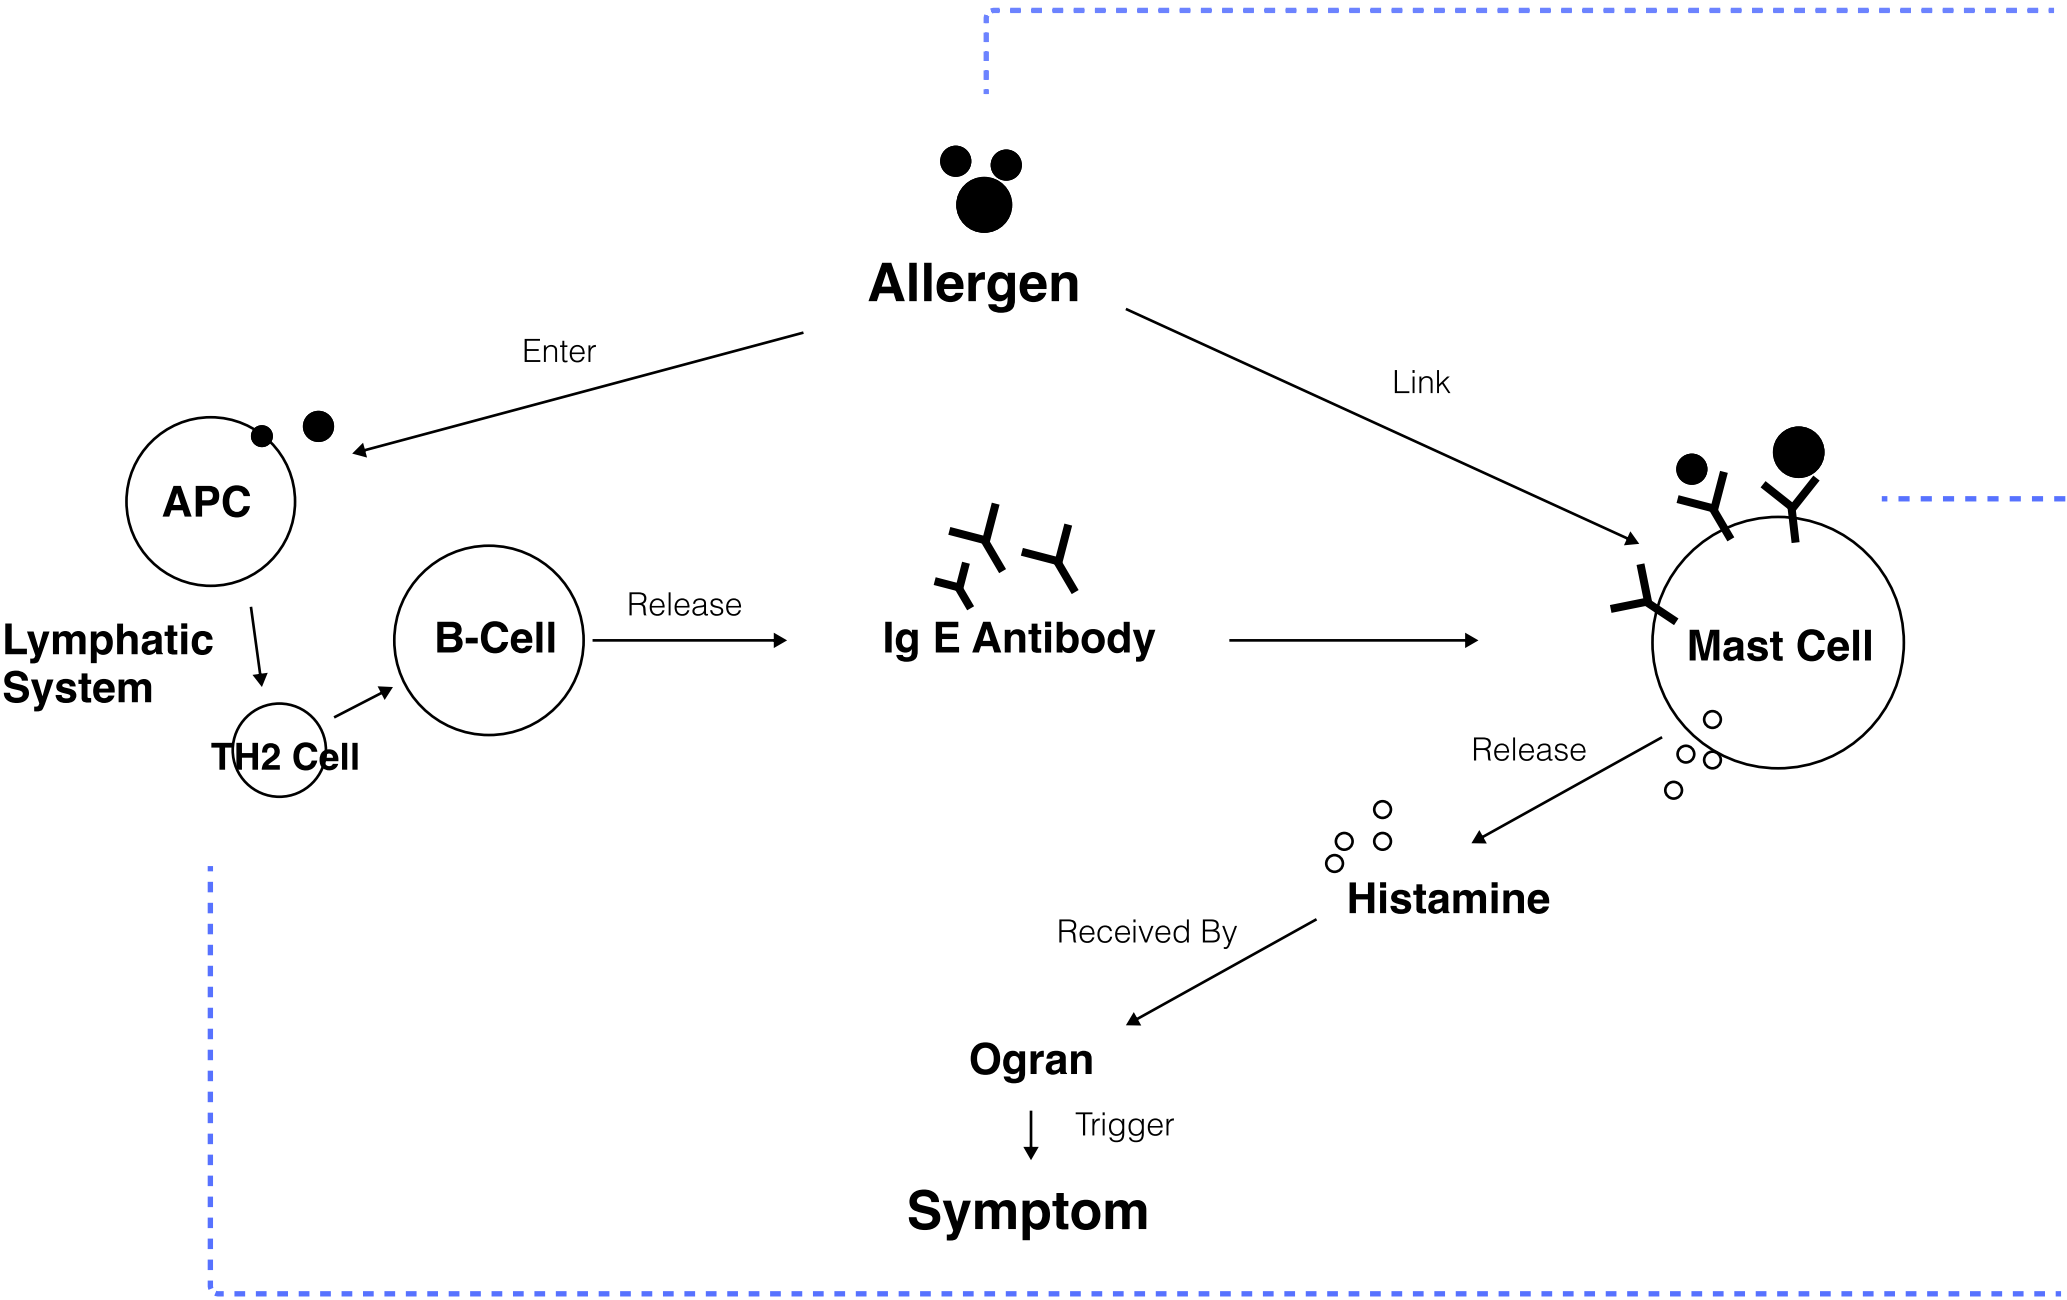 Allergen
Enter
Link
APC
Lymphatic
System
B-Cell
Release
Ig E Antibody
Mast Cell
TH2 Cell
Release
Histamine
Received By
Ogran
Trigger
Symptom